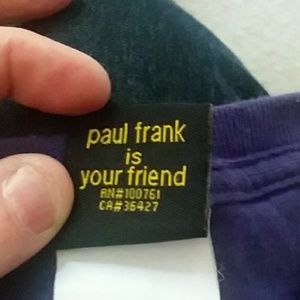 paul frank
is
your friend
RN#100761
CA#36427